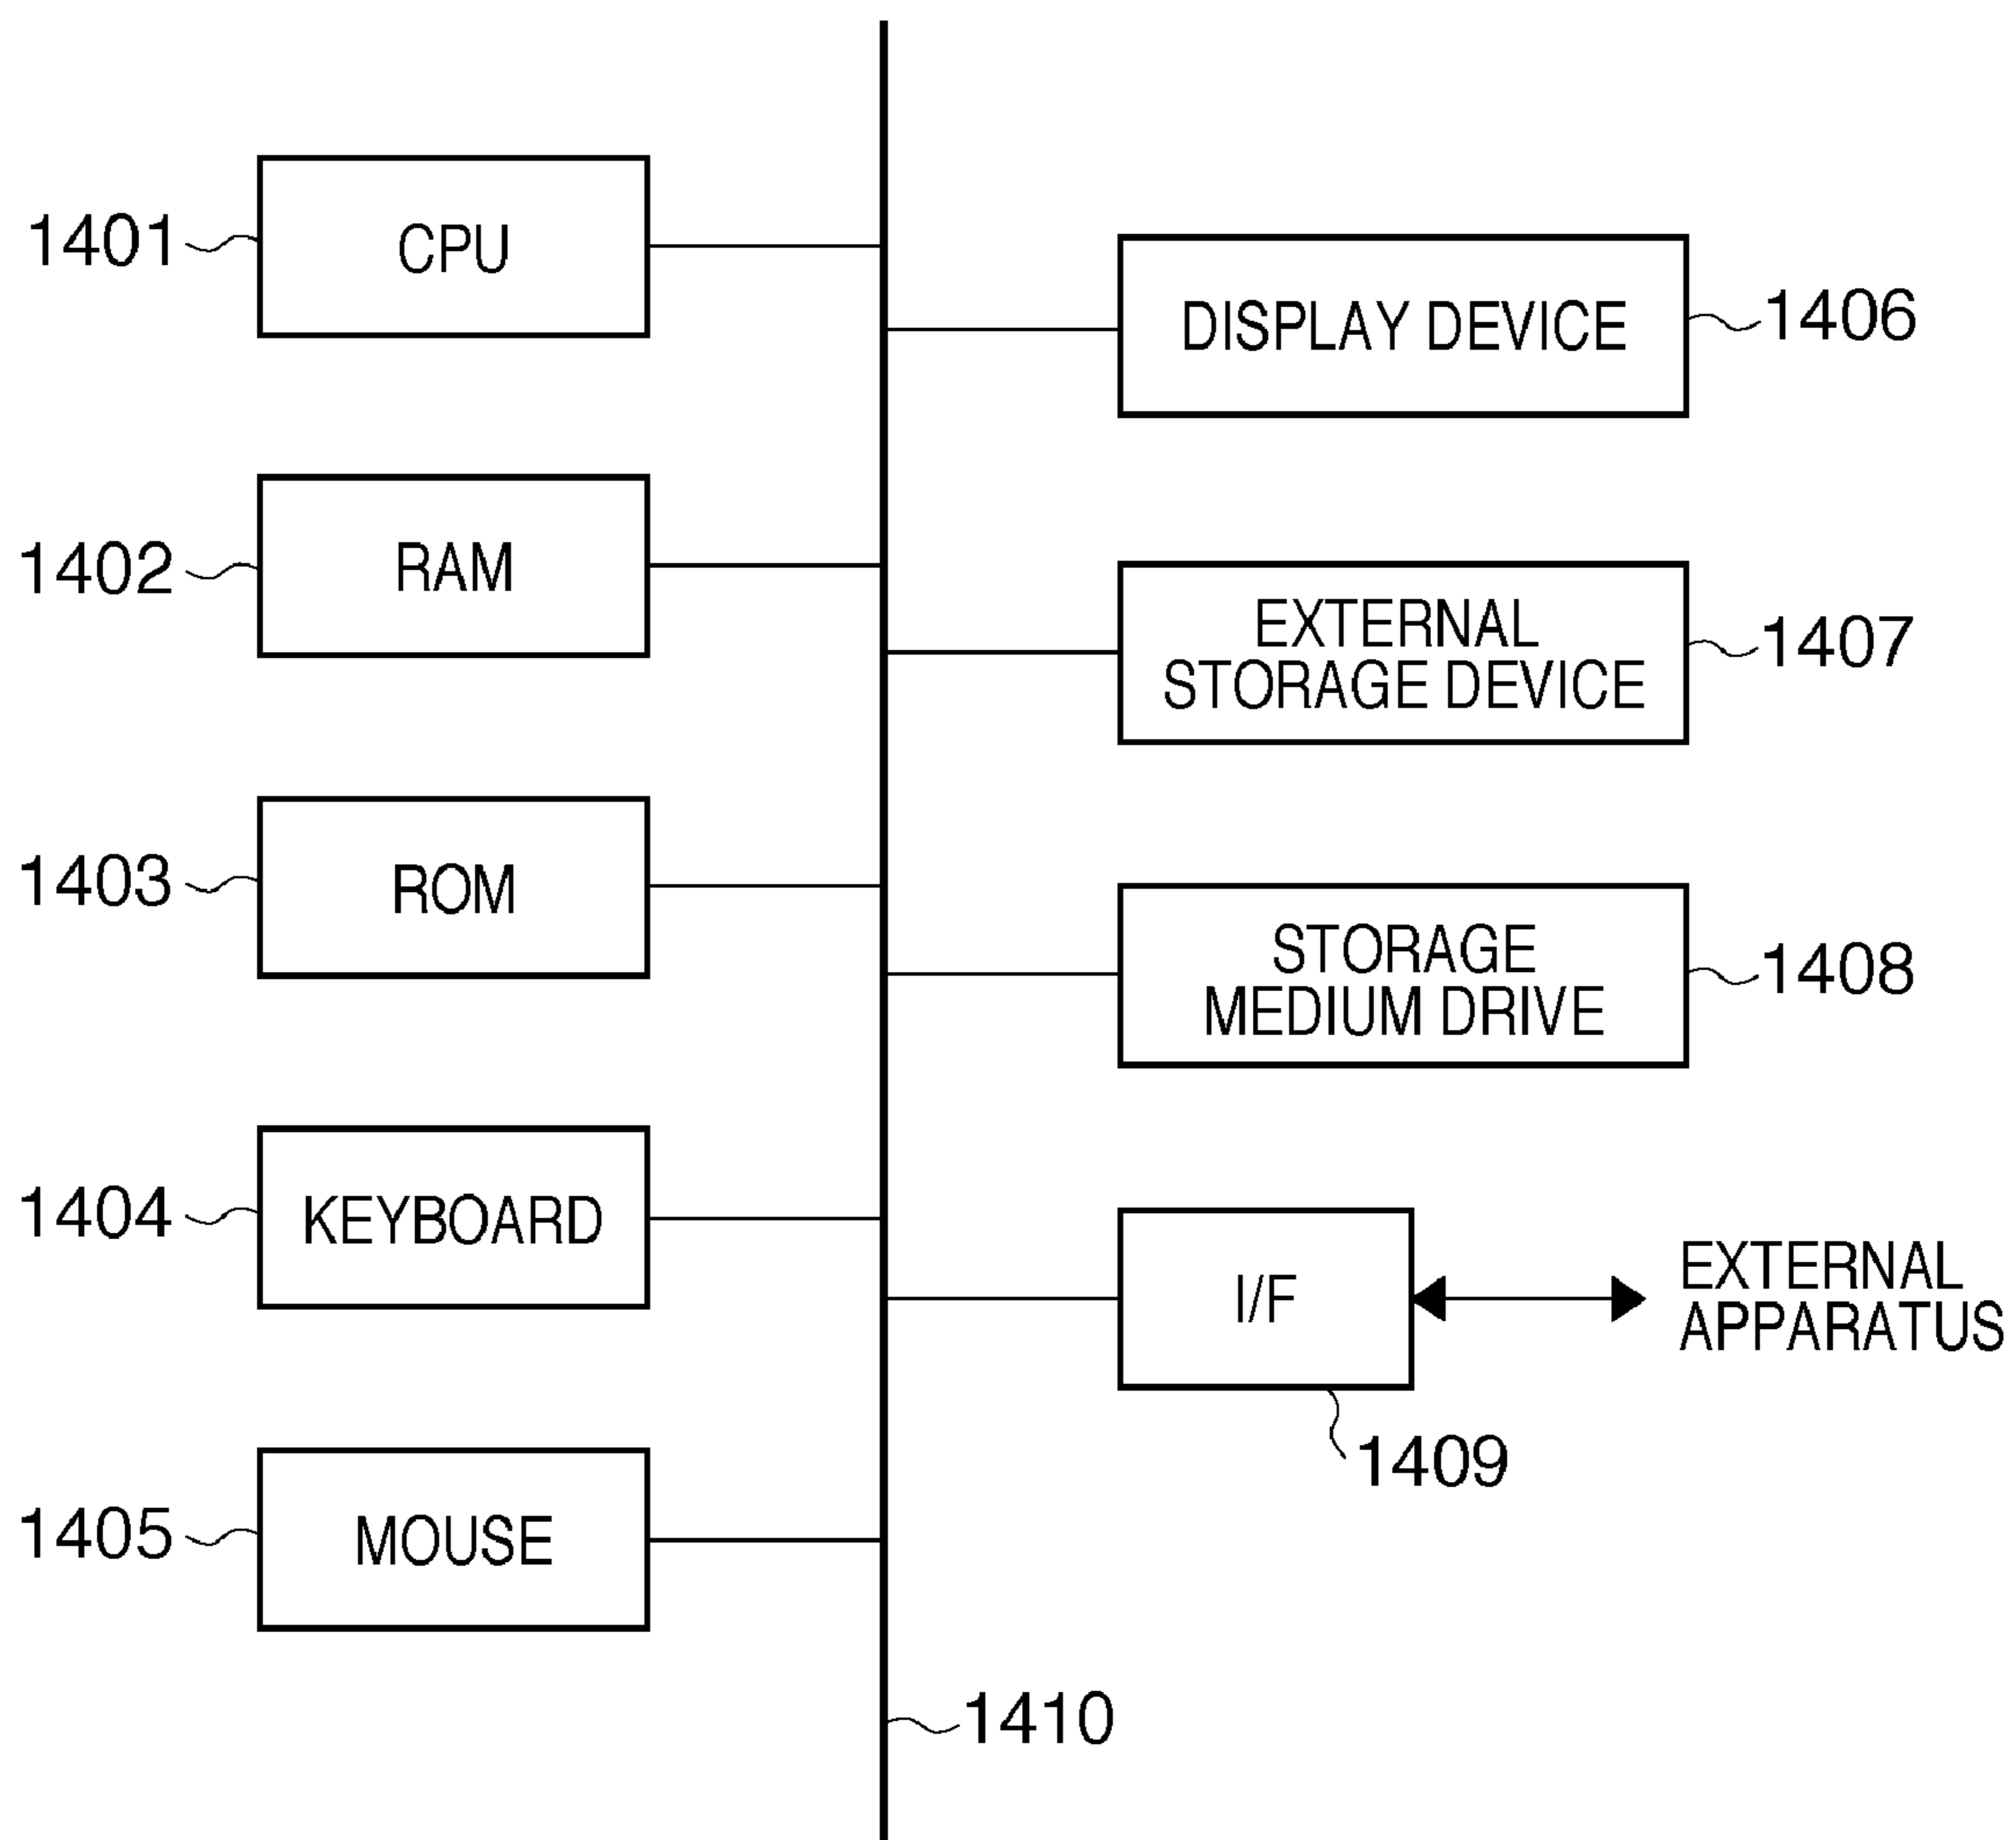 1401
CPU
DISPLAY DEVICE
1406
1402
RAM
EXTERNAL
STORAGE DEVICE
1407
1403
ROM
STORAGE
MEDIUM DRIVE
1408
1404
KEYBOARD
I/F
EXTERNAL
APPARATUS
1409
1405
MOUSE
1410